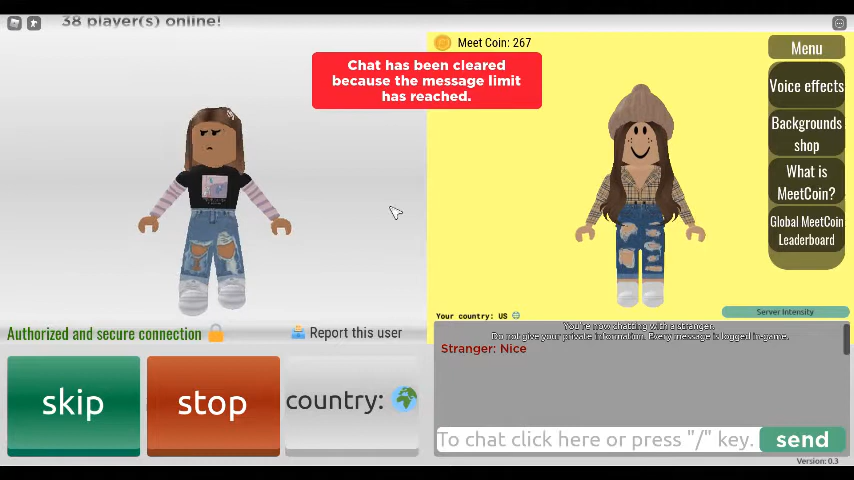 38 player(s) online!
Meet Coin: 267
Menu
Chat has been cleared
because the message limit
has reached.
Voice effects
Backgrounds
shop
What is
MeetCoin?
Global MeetCoin
Leaderboard
Your country: US
Server Intensity
You're now chatting with a stranger.
Do not give your private information. Every message is logged in-game.
Authorized and secure connection
Report this user
Stranger: Nice
skip
stop
country:
To chat click here or press "/" key.
send
Version: 0.3